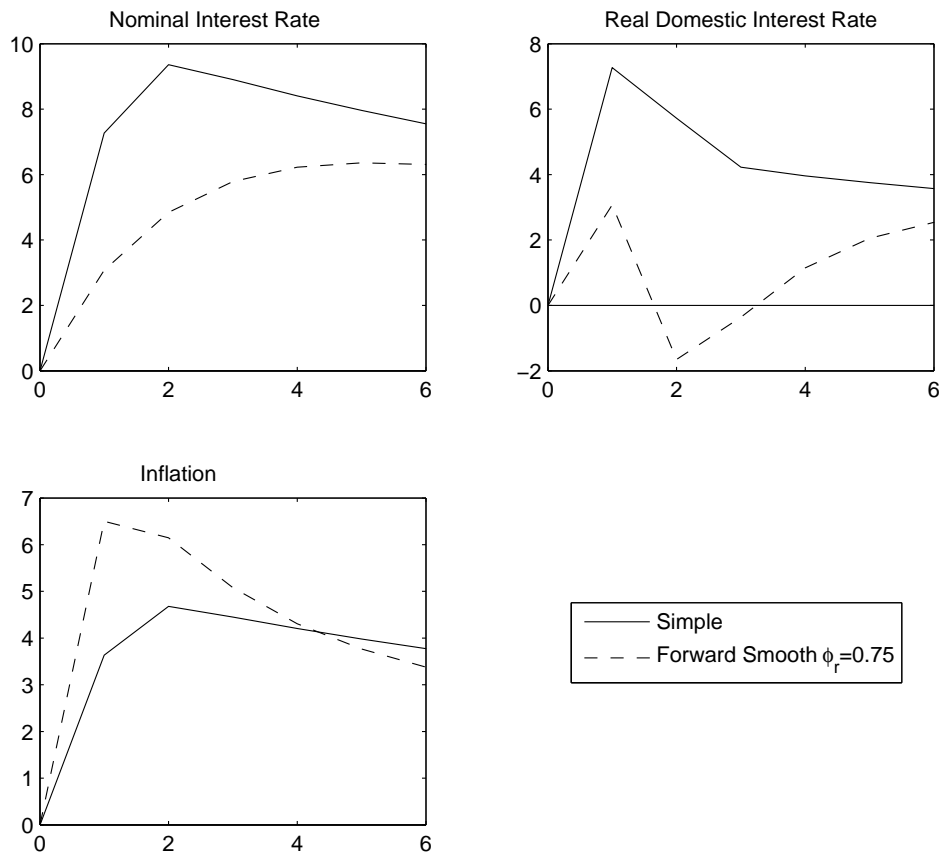 Nominal Interest Rate
10
8
6
4
2
0
0 2 4 6
Real Domestic Interest Rate
8
6
4
2
0
−2
0 2 4 6
Inflation
7
6
5
4
3
2
1
0
0 2 4 6
Simple
Forward Smooth ϕr=0.75